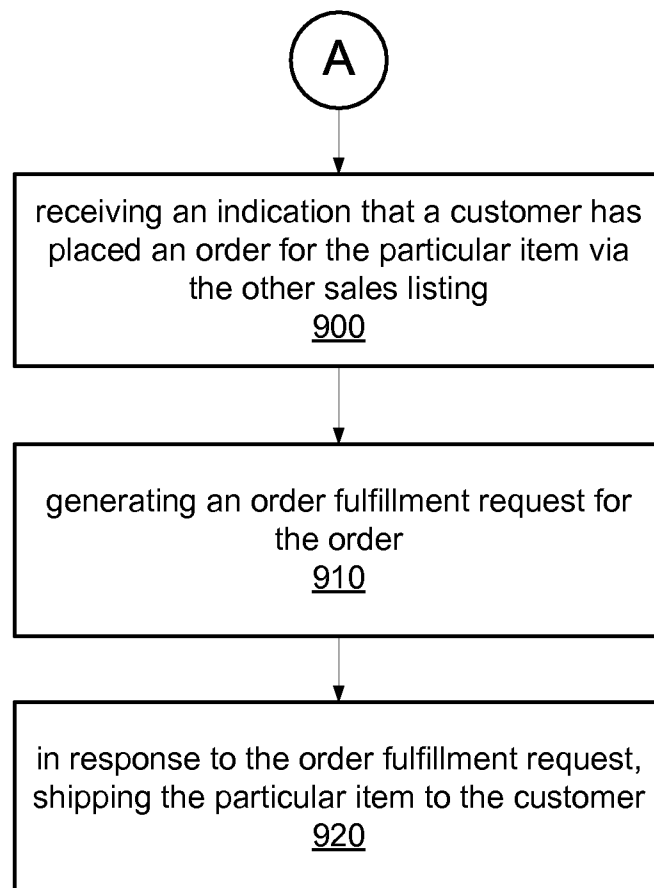 A
receiving an indication that a customer has
placed an order for the particular item via
the other sales listing
900
generating an order fulfillment request for
the order
910
in response to the order fulfillment request,
shipping the particular item to the customer
920